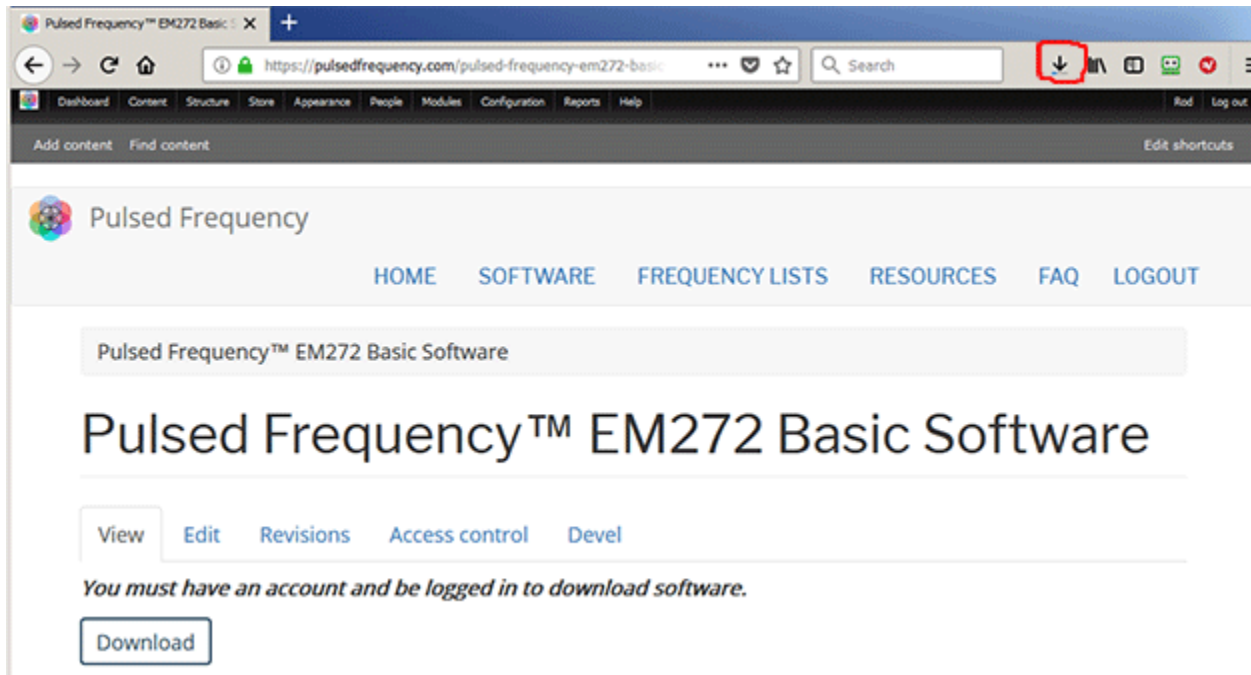 Pulsed Frequency™ EM272 Basic S
https://pulsedfrequency.com/pulsed-frequency-em272-basic
Search
Dashboard Content Structure Store Appearance People Modules Configuration Reports Help Rod Log out
Add content Find content Edit shortcuts
Pulsed Frequency
HOME SOFTWARE FREQUENCY LISTS RESOURCES FAQ LOGOUT
Pulsed Frequency™ EM272 Basic Software
Pulsed Frequency™ EM272 Basic Software
View Edit Revisions Access control Devel
You must have an account and be logged in to download software.
Download